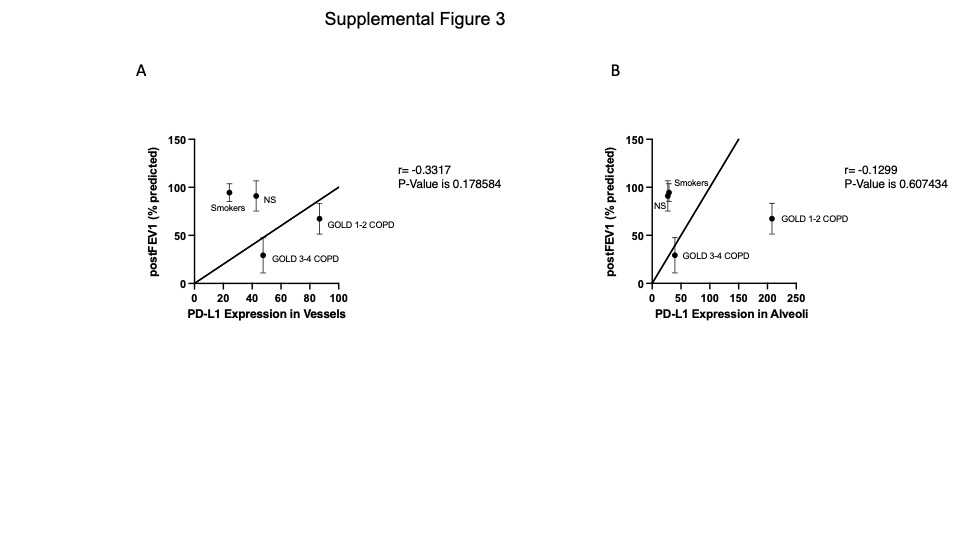 Supplemental Figure 3
A
B
150
100
50
0
postFEV1 (% predicted)
Smokers
NS
GOLD 1-2 COPD
GOLD 3-4 COPD
0 20 40 60 80 100
PD-L1 Expression in Vessels
r= -0.3317
P-Value is 0.178584
150
100
50
0
postFEV1 (% predicted)
Smokers
NS
GOLD 1-2 COPD
GOLD 3-4 COPD
0 50 100 150 200 250
PD-L1 Expression in Alveoli
r= -0.1299
P-Value is 0.607434